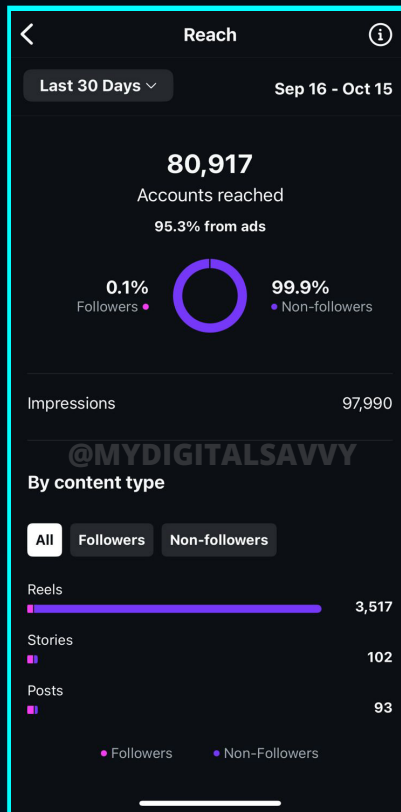 Reach
Last 30 Days
Sep 16 - Oct 15
80,917
Accounts reached
95.3% from ads
0.1%
Followers
99.9%
Non-followers
Impressions
97,990
@MYDIGITALSAVVY
By content type
All
Followers
Non-followers
Reels
3,517
Stories
102
Posts
93
Followers
Non-Followers